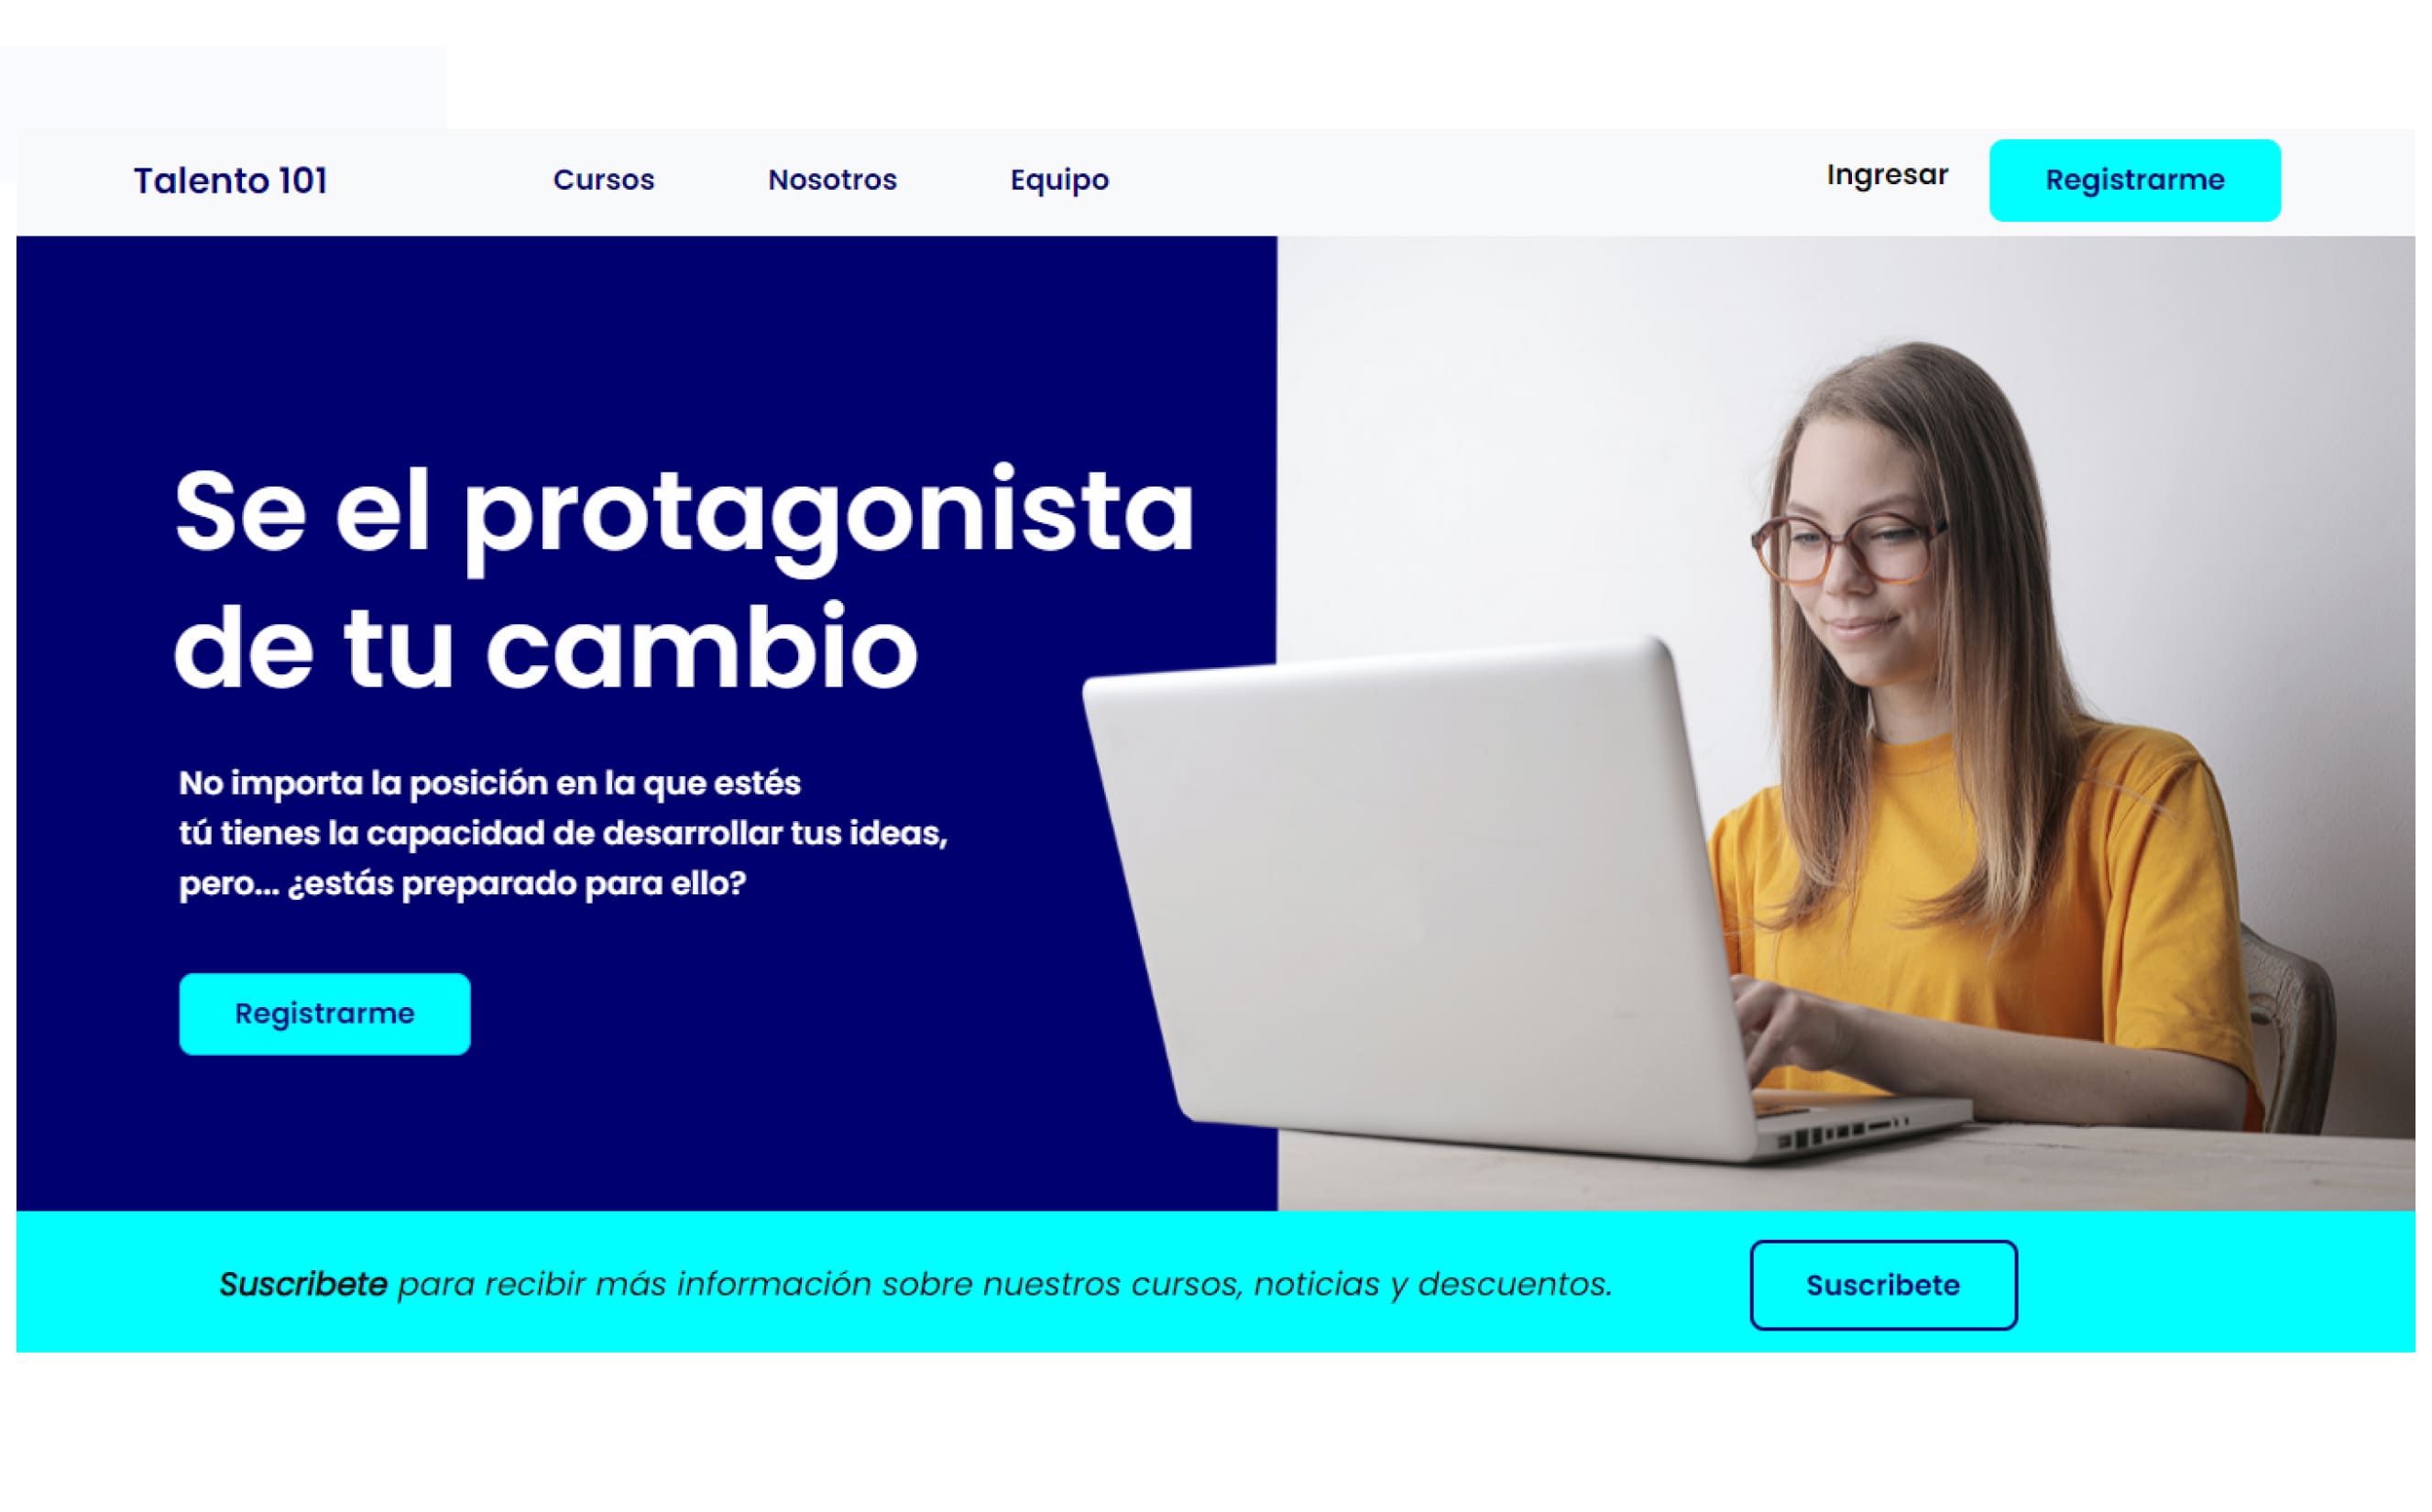 Talento 101 Cursos Nosotros Equipo Ingresar Registrarme
Se el protagonista
de tu cambio
No importa la posición en la que estés
tú tienes la capacidad de desarrollar tus ideas,
pero... ¿estás preparado para ello?
Registrarme
Suscribete para recibir más información sobre nuestros cursos, noticias y descuentos. Suscribete